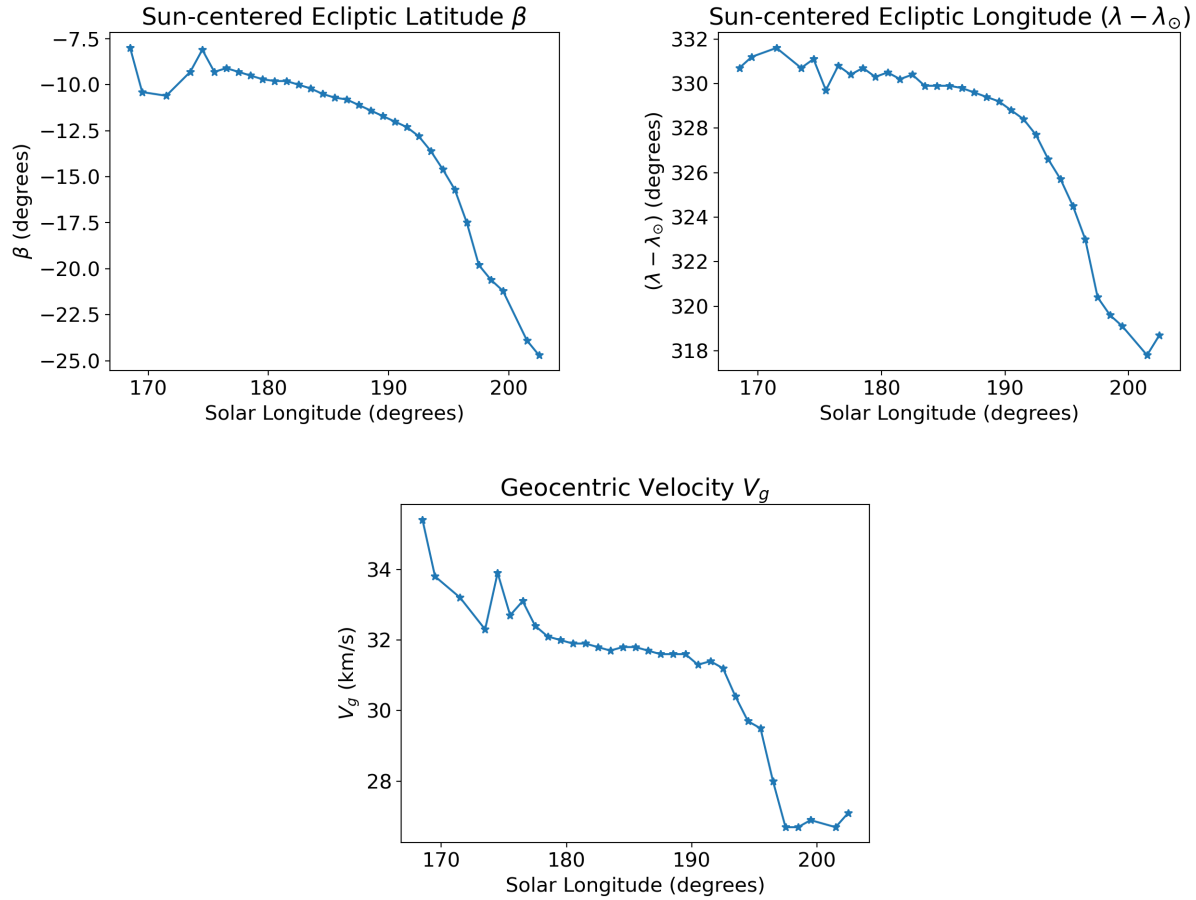 Sun-centered Ecliptic Latitude β
−7.5
−10.0
−12.5
−15.0
−17.5
−20.0
−22.5
−25.0
β (degrees)
170 180 190 200
Solar Longitude (degrees)
Sun-centered Ecliptic Longitude (λ − λ⊙)
332
330
328
326
324
322
320
318
(λ − λ⊙) (degrees)
170 180 190 200
Solar Longitude (degrees)
Geocentric Velocity Vg
34
32
30
28
Vg (km/s)
170 180 190 200
Solar Longitude (degrees)